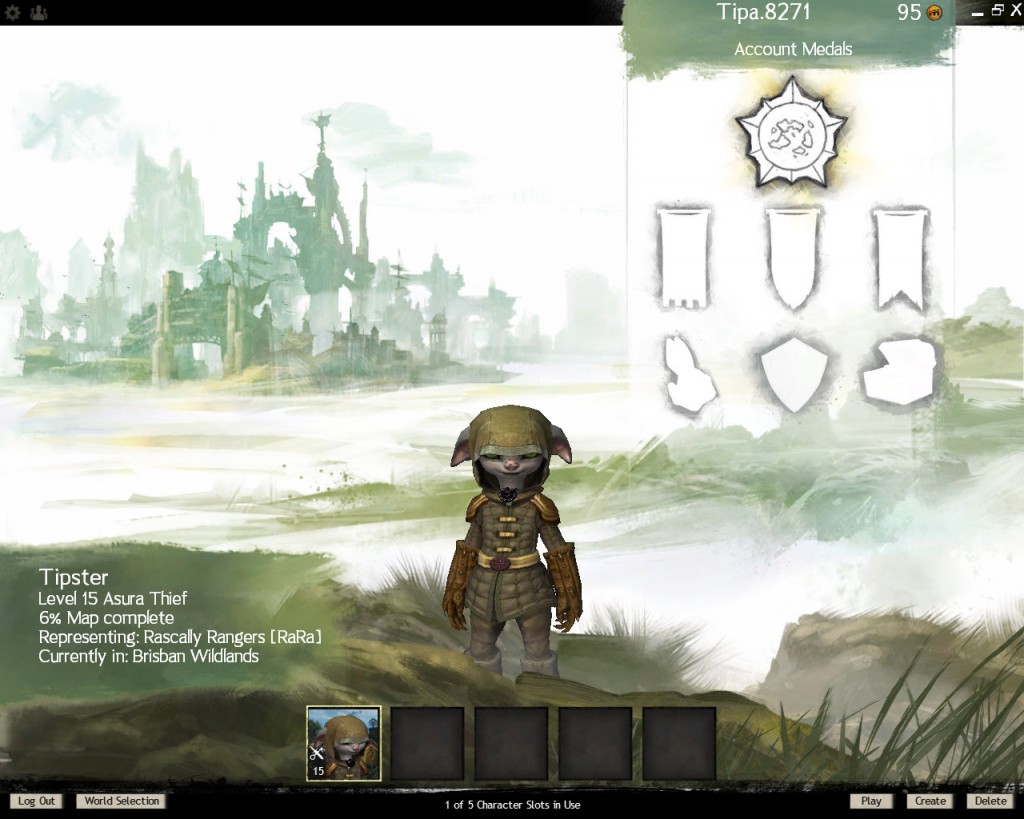 Tipa.8271
95
Account Medals
Tipster
Level 15 Asura Thief
6% Map complete
Representing: Rascally Rangers [RaRa]
Currently in: Brisban Wildlands
15
Log Out
World Selection
1 of 5 Character Slots in Use
Play
Create
Delete